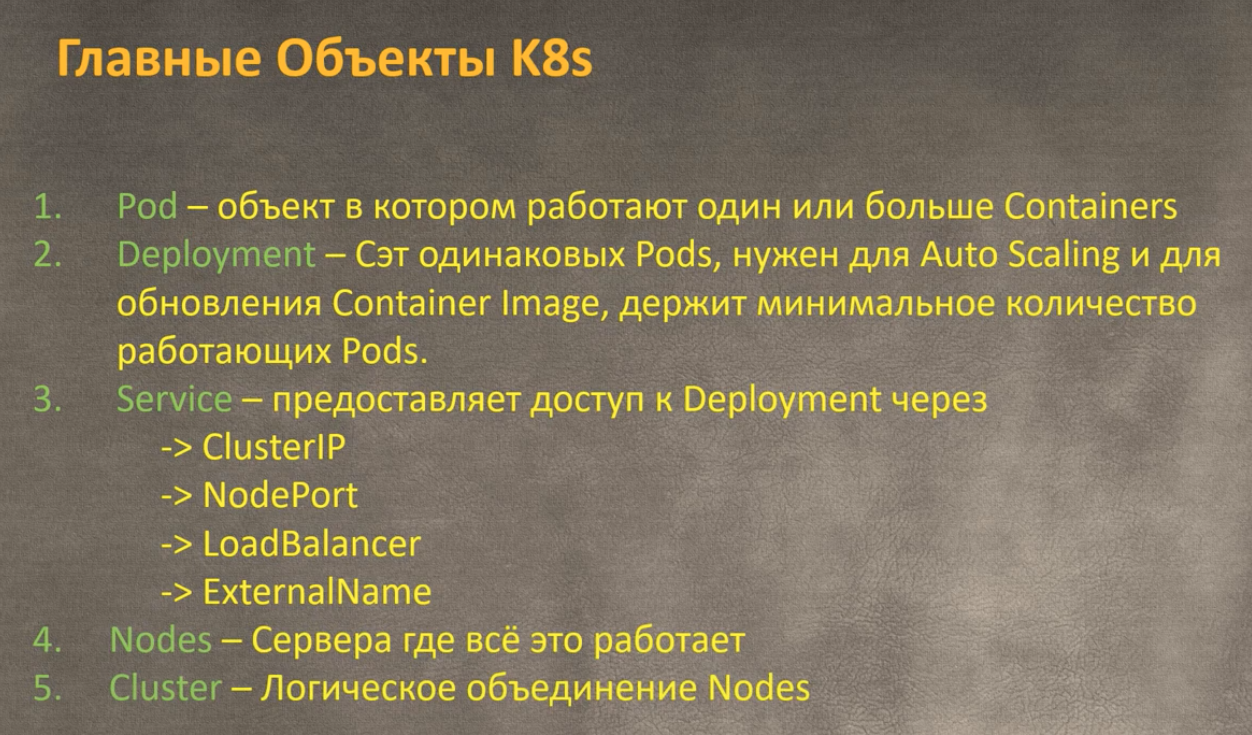 Главные Объекты K8s
1. Pod – объект в котором работают один или больше Containers
2. Deployment – Сэт одинаковых Pods, нужен для Auto Scaling и для
обновления Container Image, держит минимальное количество
работающих Pods.
3. Service – предоставляет доступ к Deployment через
-> ClusterIP
-> NodePort
-> LoadBalancer
-> ExternalName
4. Nodes – Сервера где всё это работает
5. Cluster – Логическое объединение Nodes